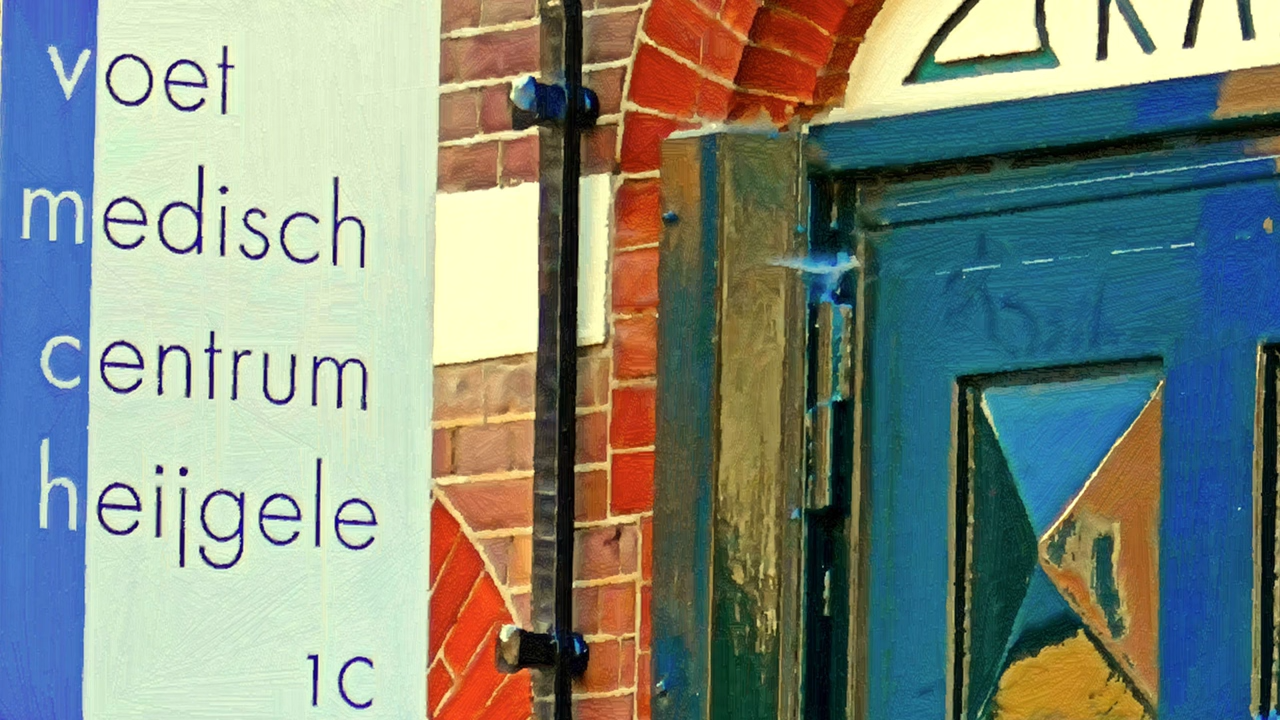 voet
medisch
centrum
heijgele
1C